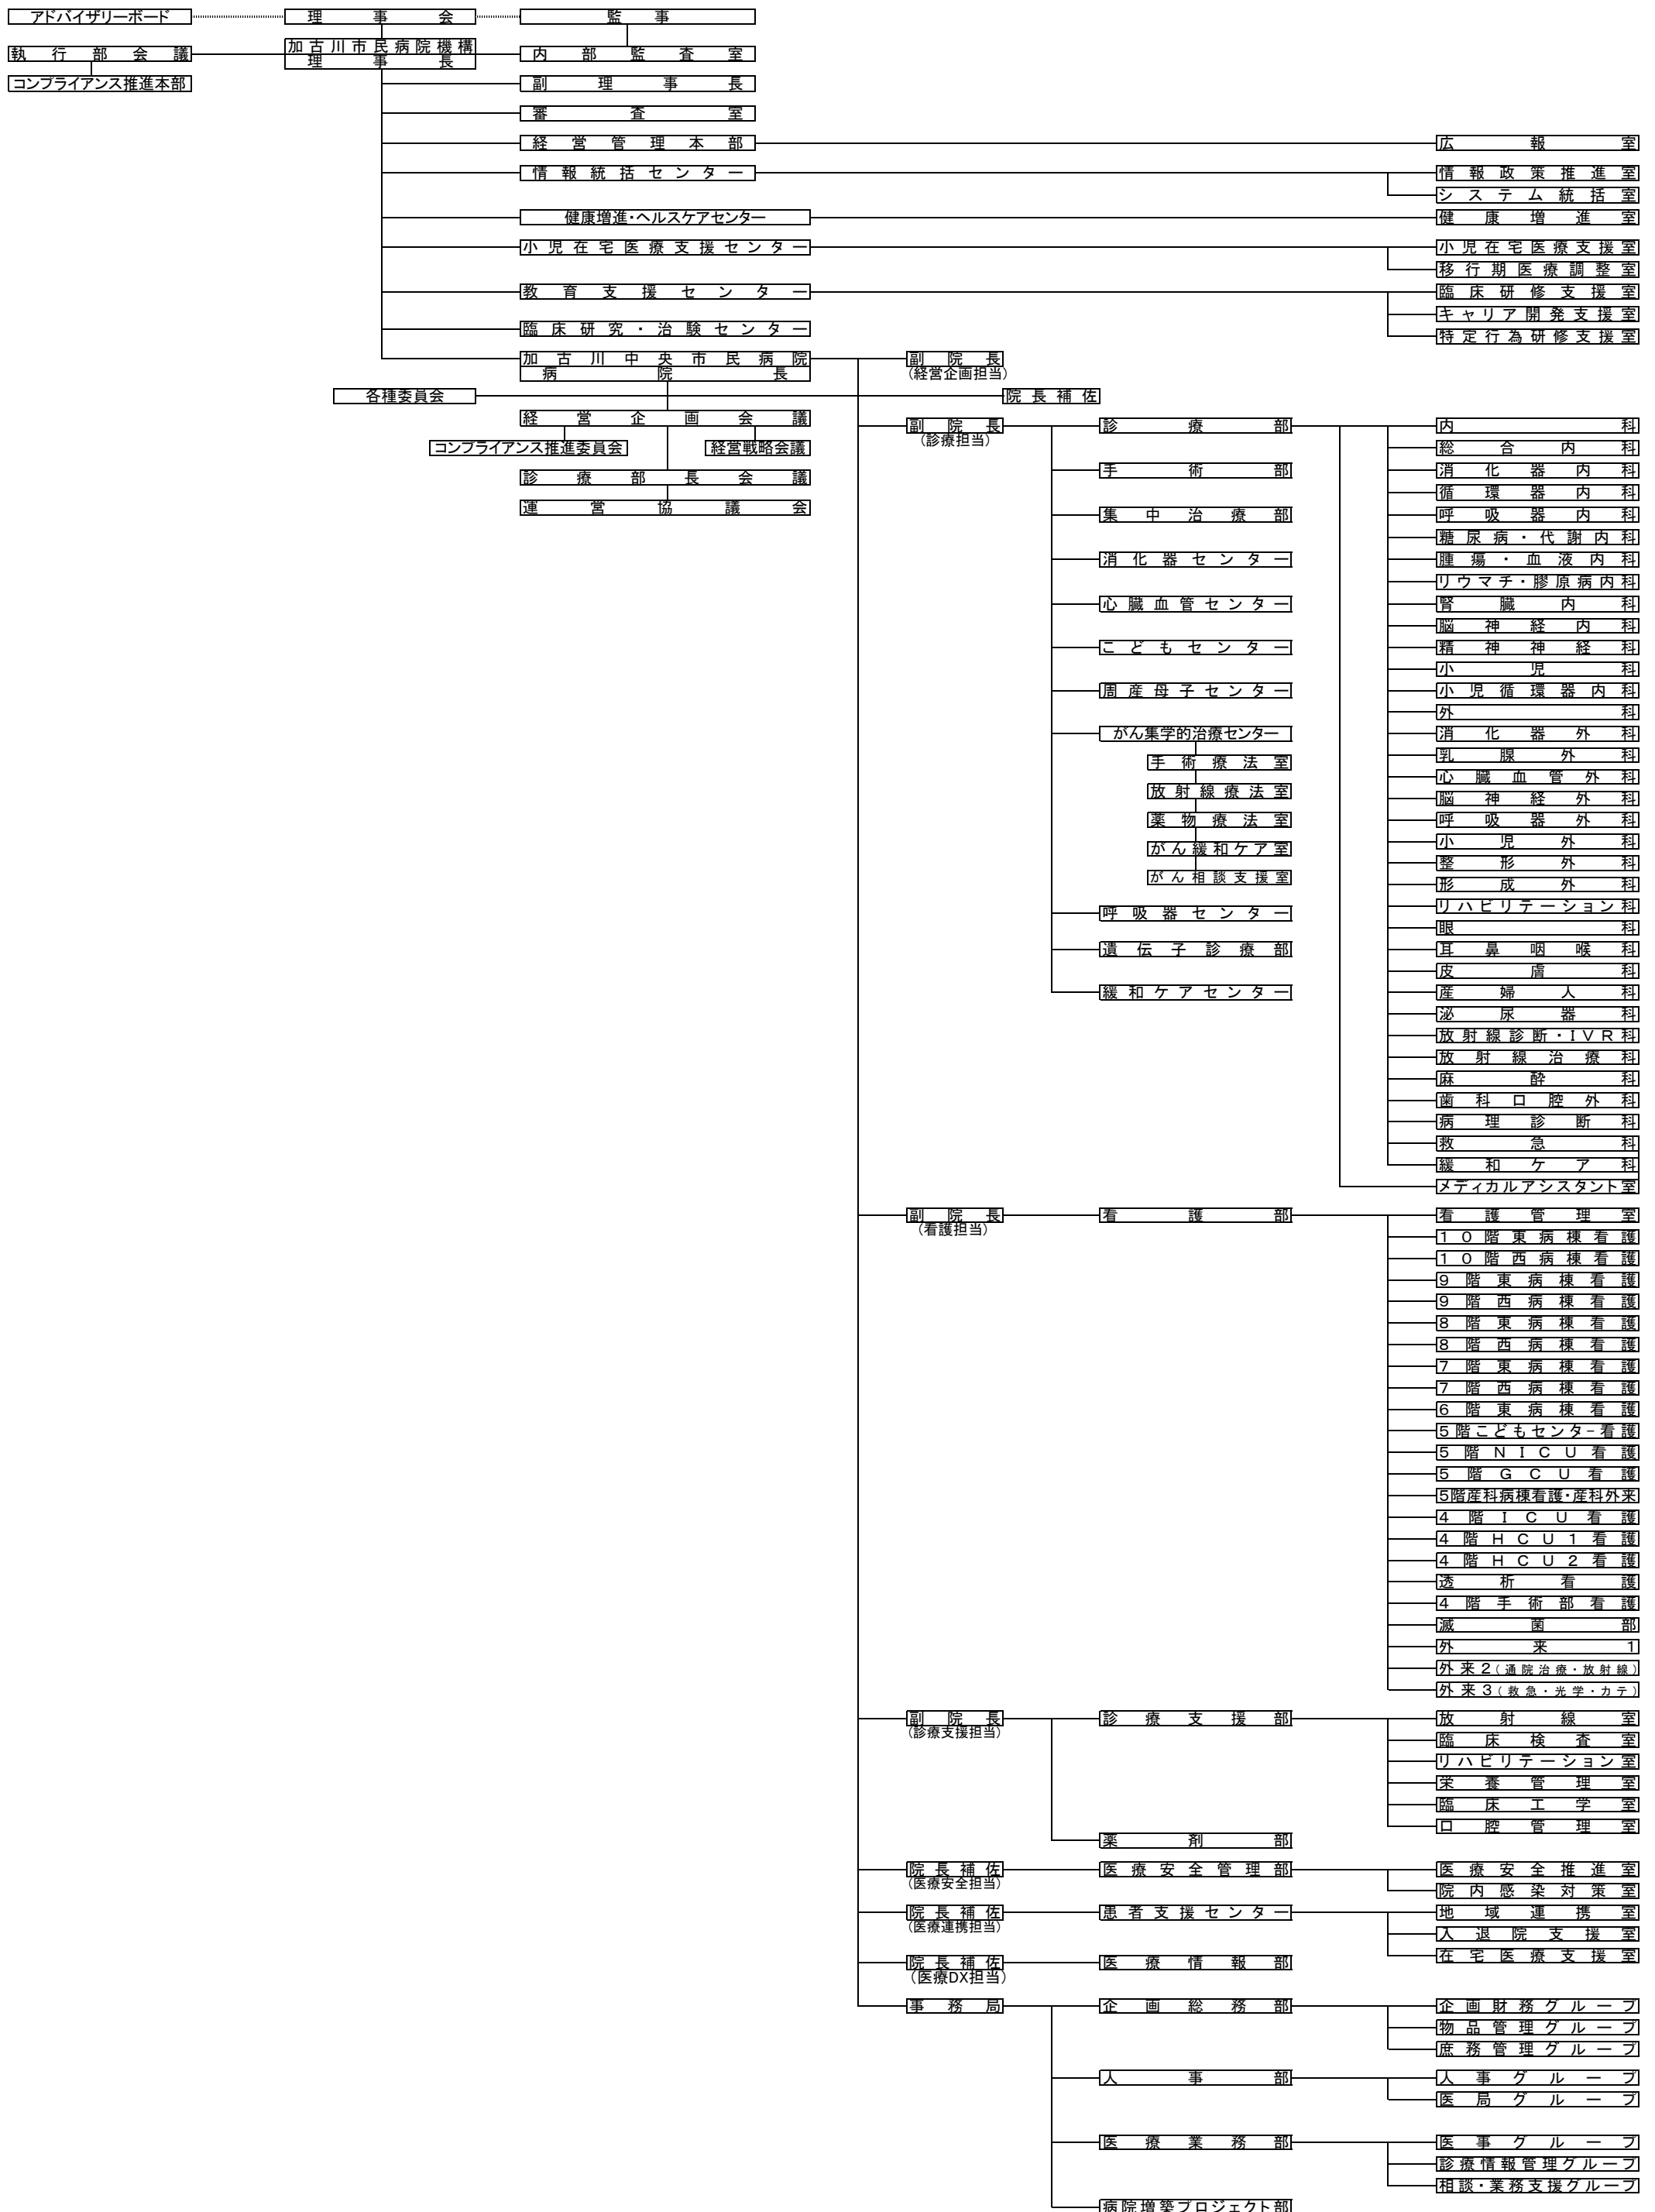 アドバイザリーボード
理事会
監事
執行部会議
加古川市民病院機構
理事長
内部監査室
コンプライアンス推進本部
副理事長
審査室
経営管理本部
広報室
情報統括センター
情報政策推進室
システム統括室
健康増進・ヘルスケアセンター
健康増進室
小児在宅医療支援センター
小児在宅医療支援室
移行期医療調整室
教育支援センター
臨床研修支援室
キャリア開発支援室
特定行為研修支援室
臨床研究・治験センター
加古川中央市民病院
病院長
副院長
(経営企画担当)
各種委員会
院長補佐
経営企画会議
コンプライアンス推進委員会
経営戦略会議
診療部長会議
運営協議会
副院長
(診療担当)
診療部
内科
総合内科
手術部
消化器内科
循環器内科
集中治療部
呼吸器内科
糖尿病・代謝内科
消化器センター
腫瘍・血液内科
リウマチ・膠原病内科
心臓血管センター
腎臓内科
脳神経内科
こどもセンター
精神神経科
小児科
周産母子センター
小児循環器内科
外科
がん集学的治療センター
消化器外科
手術療法室
乳腺外科
放射線療法室
心臓血管外科
脳神経外科
薬物療法室
呼吸器外科
がん緩和ケア室
小児外科
整形外科
がん相談支援室
形成外科
呼吸器センター
リハビリテーション科
眼科
遺伝子診療部
耳鼻咽喉科
皮膚科
緩和ケアセンター
産婦人科
泌尿器科
放射線診断・IVR科
放射線治療科
麻酔科
歯科口腔外科
病理診断科
救急科
緩和ケア科
メディカルアシスタント室
副院長
(看護担当)
看護部
看護管理室
10階東病棟看護
10階西病棟看護
9階東病棟看護
9階西病棟看護
8階東病棟看護
8階西病棟看護
7階東病棟看護
7階西病棟看護
6階東病棟看護
5階こどもセンター看護
5階NICU看護
5階GCU看護
5階産科病棟看護・産科外来
4階ICU看護
4階HCU1看護
4階HCU2看護
透析看護
4階手術部看護
滅菌部
外来1
外来2(通院治療・放射線)
外来3(救急・光学・カテ)
副院長
(診療支援担当)
診療支援部
放射線室
臨床検査室
リハビリテーション室
栄養管理室
臨床工学室
口腔管理室
薬剤部
院長補佐
(医療安全担当)
医療安全管理部
医療安全推進室
院内感染対策室
院長補佐
(医療連携担当)
患者支援センター
地域連携室
入退院支援室
在宅医療支援室
院長補佐
(医療DX担当)
医療情報部
事務局
企画総務部
企画財務グループ
物品管理グループ
庶務管理グループ
人事部
人事グループ
医局グループ
医療業務部
医事グループ
診療情報管理グループ
相談・業務支援グループ
病院増築プロジェクト部